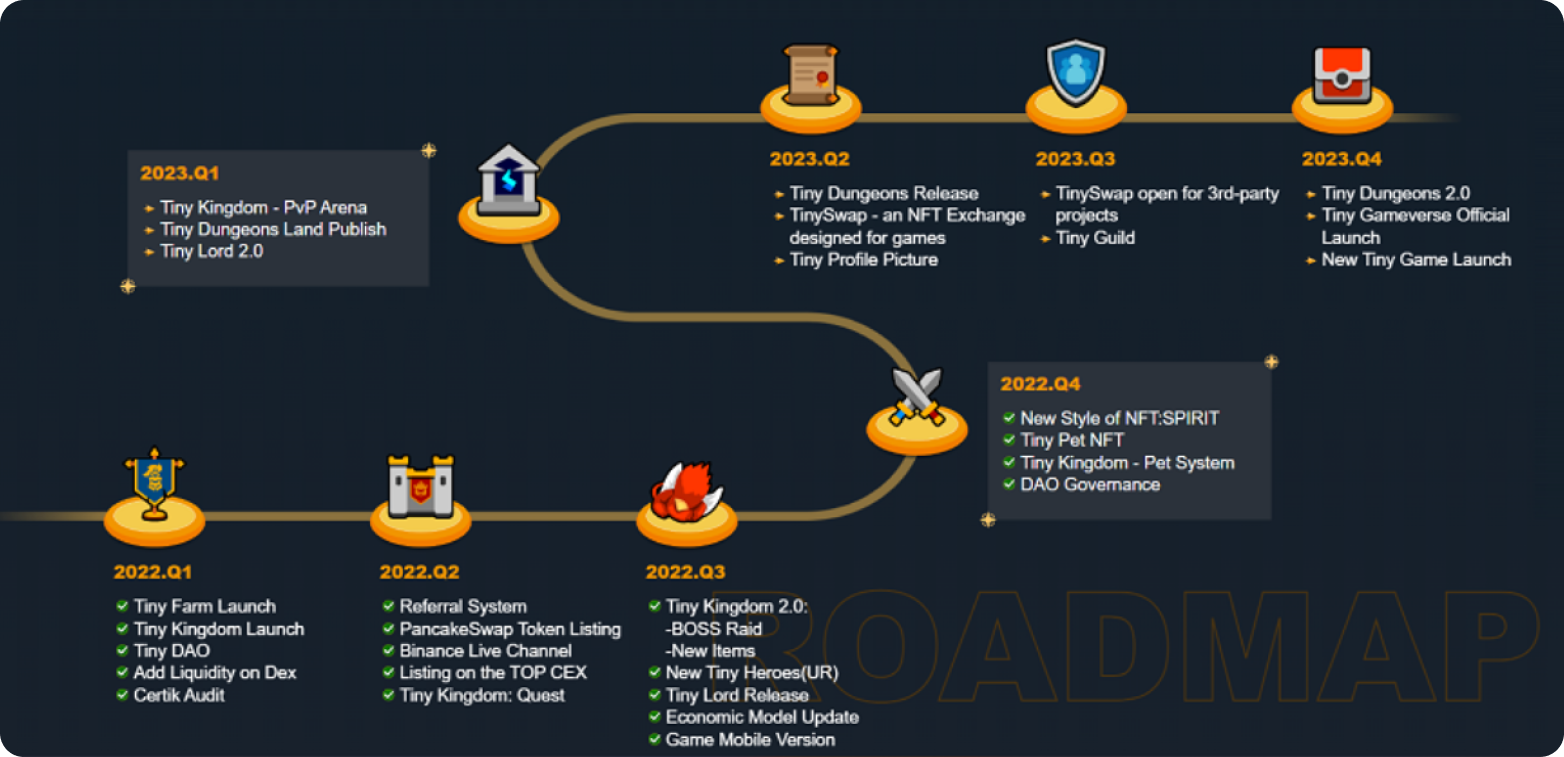 2023.Q1
Tiny Kingdom - PvP Arena
Tiny Dungeons Land Publish
Tiny Lord 2.0
2023.Q2
Tiny Dungeons Release
TinySwap - an NFT Exchange
designed for games
Tiny Profile Picture
2023.Q3
TinySwap open for 3rd-party
projects
Tiny Guild
2023.Q4
Tiny Dungeons 2.0
Tiny Gameverse Official
Launch
New Tiny Game Launch
2022.Q4
New Style of NFT:SPIRIT
Tiny Pet NFT
Tiny Kingdom - Pet System
DAO Governance
2022.Q1
Tiny Farm Launch
Tiny Kingdom Launch
Tiny DAO
Add Liquidity on Dex
Certik Audit
2022.Q2
Referral System
PancakeSwap Token Listing
Binance Live Channel
Listing on the TOP CEX
Tiny Kingdom: Quest
2022.Q3
Tiny Kingdom 2.0:
-BOSS Raid
-New Items
New Tiny Heroes(UR)
Tiny Lord Release
Economic Model Update
Game Mobile Version
ROADMAP